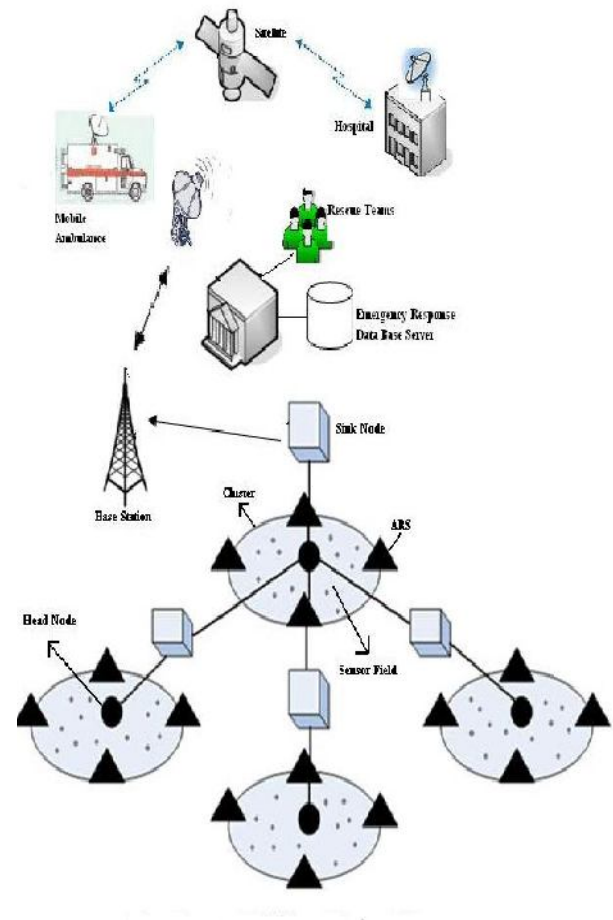 Satellite
Hospital
Mobile
Ambulance
Rescue Teams
Emergency Response
Data Base Server
Sink Node
Base Station
Cluster
ARS
Head Node
Sensor Field